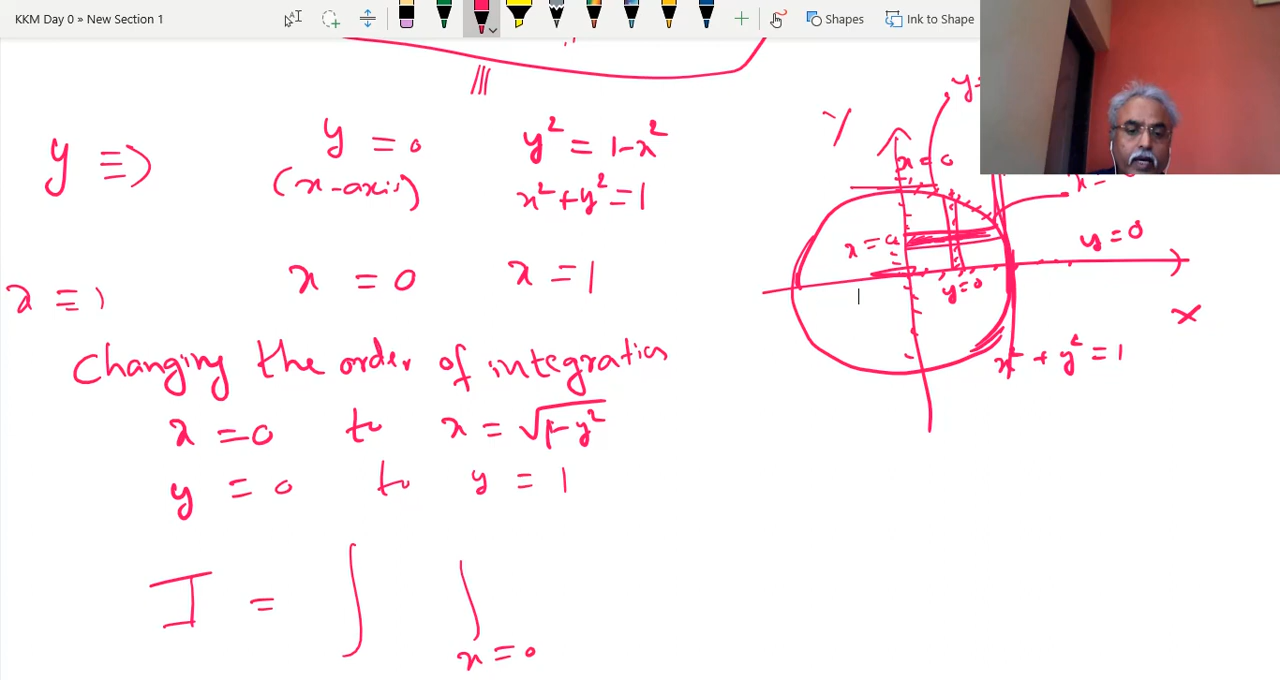 KKM Day 0 » New Section 1
Shapes
Ink to Shape
y ⇒ y = 0 y² = 1-x²
(x-axis) x²+y²=1
x = 0 x = 1
Changing the order of integration
x = 0 to x = √1-y²
y = 0 to y = 1
I = ∫ ∫
x = 0
Y
x = 0
y = 0
y=0
X
x² + y² = 1